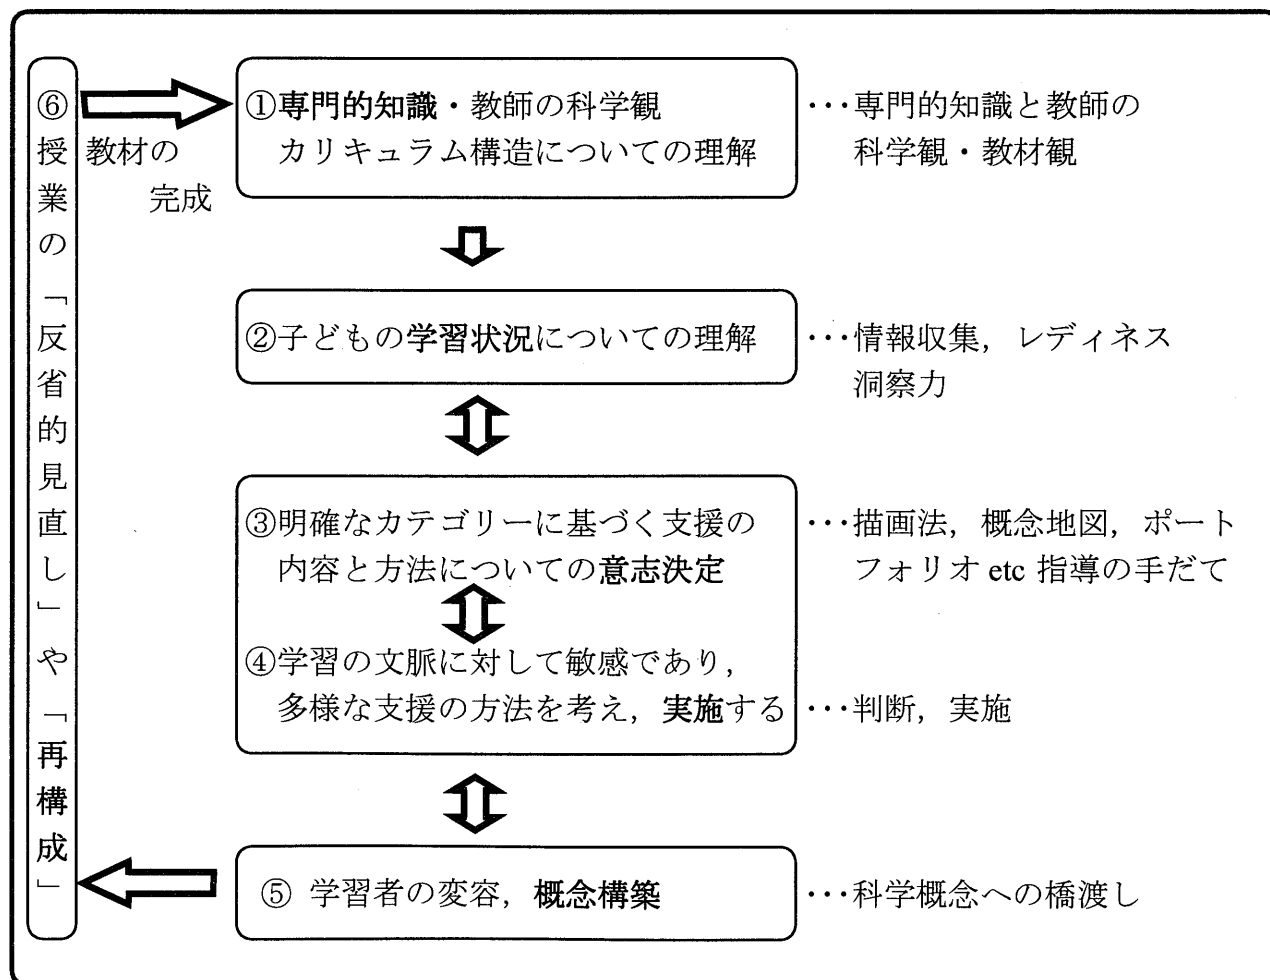 ⑥授業の「反省的見直し」や「再構成」
教材の
完成
①専門的知識・教師の科学観
カリキュラム構造についての理解
・・・専門的知識と教師の
科学観・教材観
②子どもの学習状況についての理解
・・・情報収集，レディネス
洞察力
③明確なカテゴリーに基づく支援の
内容と方法についての意志決定
・・・描画法，概念地図，ポート
フォリオ etc 指導の手だて
④学習の文脈に対して敏感であり，
多様な支援の方法を考え，実施する
・・・判断，実施
⑤ 学習者の変容，概念構築
・・・科学概念への橋渡し